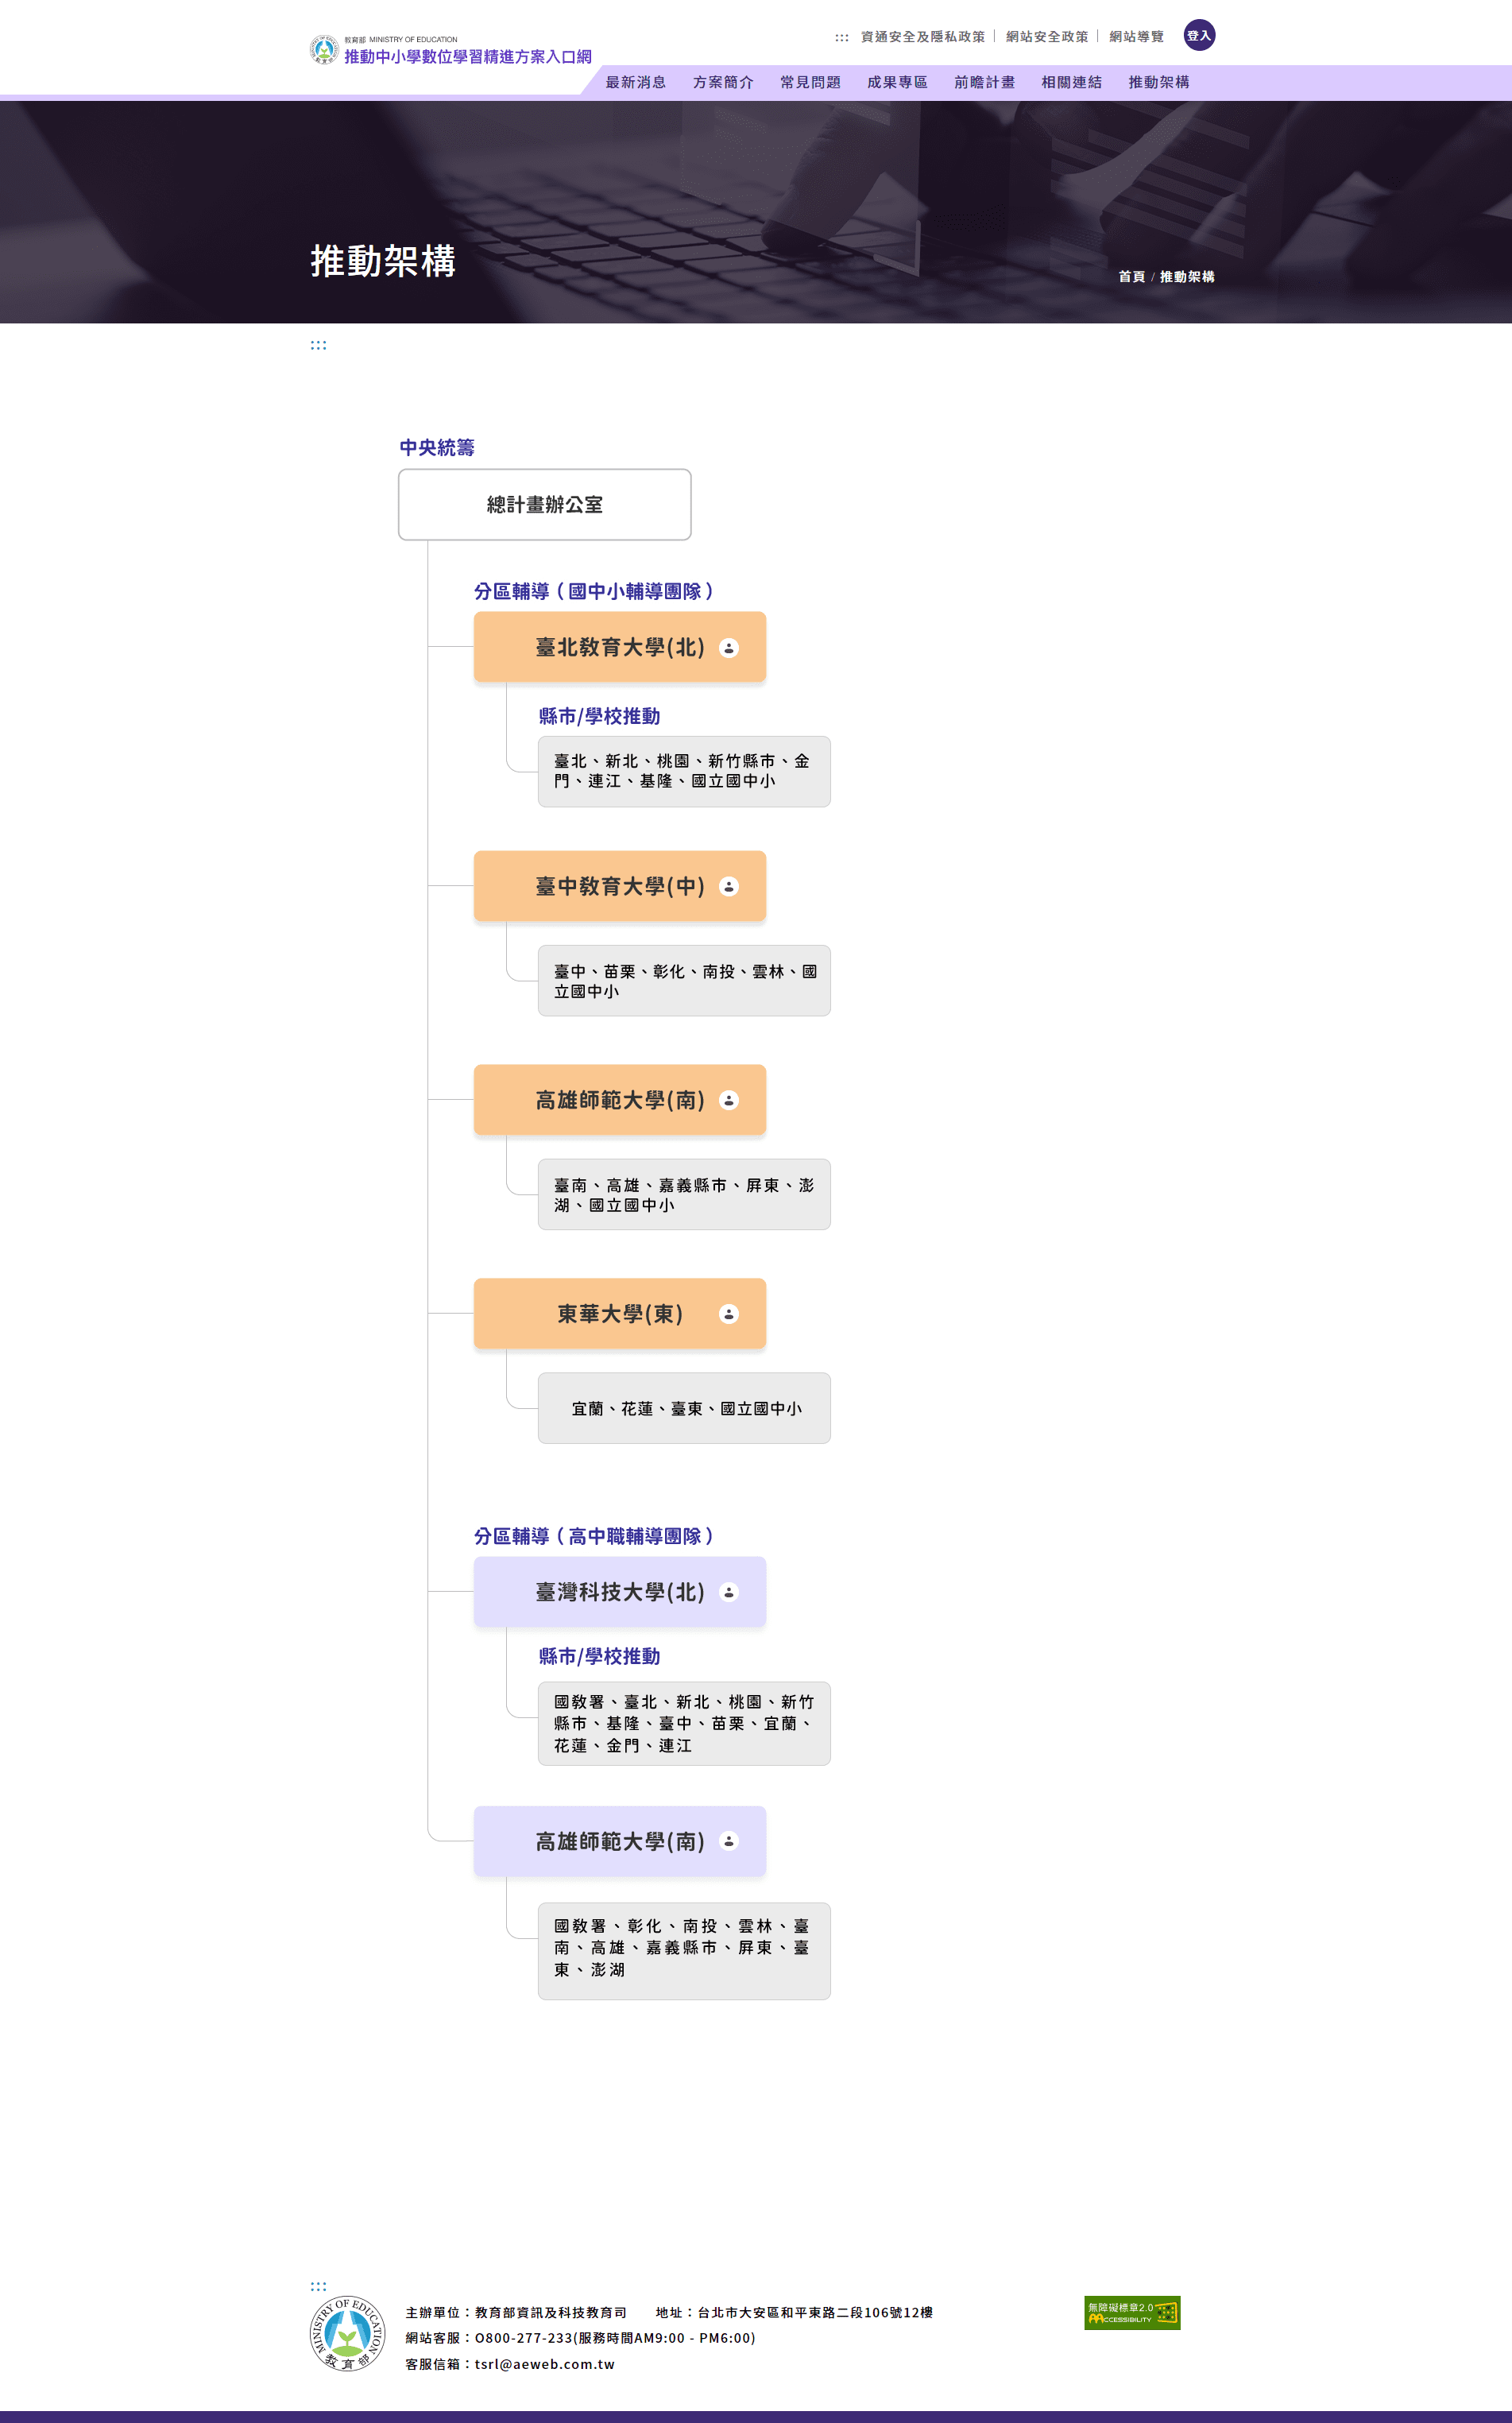 教育部 MINISTRY OF EDUCATION
推動中小學數位學習精進方案入口網
::: 資通安全及隱私政策 網站安全政策 網站導覽 登入
最新消息 方案簡介 常見問題 成果專區 前瞻計畫 相關連結 推動架構
推動架構
首頁 / 推動架構
:::
中央統籌
總計畫辦公室
分區輔導（國中小輔導團隊）
臺北教育大學(北)
縣市/學校推動
臺北、新北、桃園、新竹縣市、金
門、連江、基隆、國立國中小
臺中教育大學(中)
臺中、苗栗、彰化、南投、雲林、國
立國中小
高雄師範大學(南)
臺南、高雄、嘉義縣市、屏東、澎
湖、國立國中小
東華大學(東)
宜蘭、花蓮、臺東、國立國中小
分區輔導（高中職輔導團隊）
臺灣科技大學(北)
縣市/學校推動
國教署、臺北、新北、桃園、新竹
縣市、基隆、臺中、苗栗、宜蘭、
花蓮、金門、連江
高雄師範大學(南)
國教署、彰化、南投、雲林、臺
南、高雄、嘉義縣市、屏東、臺
東、澎湖
:::
MINISTRY OF EDUCATION
教育部
主辦單位：教育部資訊及科技教育司 地址：台北市大安區和平東路二段106號12樓
網站客服：O800-277-233(服務時間AM9:00 - PM6:00)
客服信箱：tsrl@aeweb.com.tw
無障礙標章2.0
ACCESSIBILITY